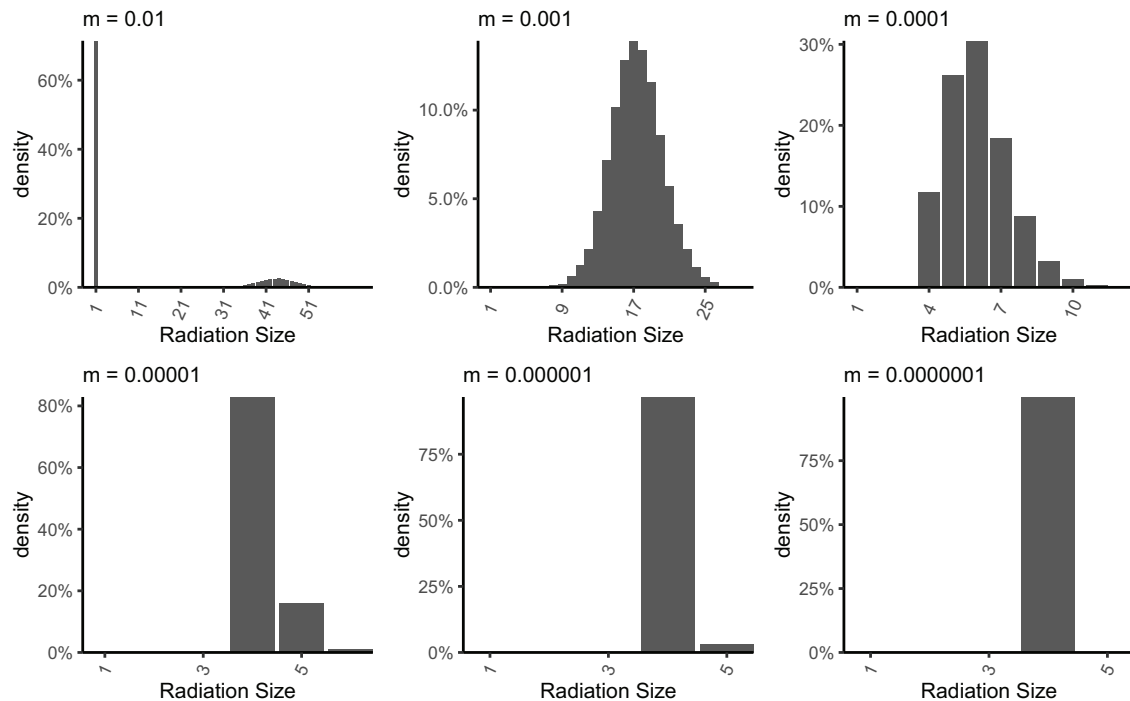 m = 0.01
60%
40%
20%
0%
density
1 11 21 31 41 51
Radiation Size
m = 0.001
10.0%
5.0%
0.0%
density
1 9 17 25
Radiation Size
m = 0.0001
30%
20%
10%
0%
density
1 4 7 10
Radiation Size
m = 0.00001
80%
60%
40%
20%
0%
density
1 3 5
Radiation Size
m = 0.000001
75%
50%
25%
0%
density
1 3 5
Radiation Size
m = 0.0000001
75%
50%
25%
0%
density
1 3 5
Radiation Size